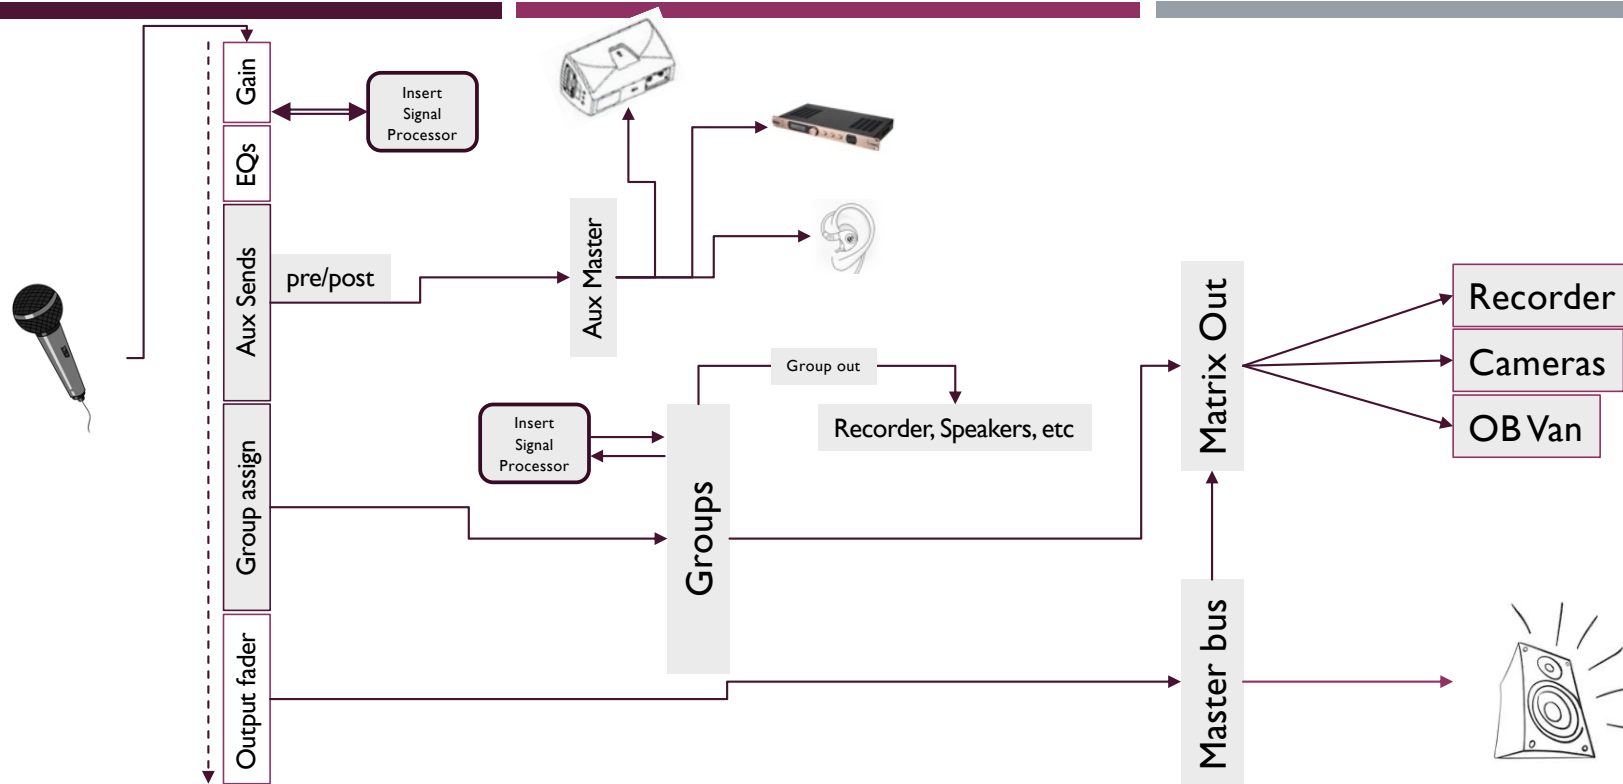 Gain
Insert
Signal
Processor
EQs
Aux Sends
pre/post
Aux Master
Group assign
Insert
Signal
Processor
Groups
Group out
Recorder, Speakers, etc
Output fader
Matrix Out
Master bus
Recorder
Cameras
OB Van